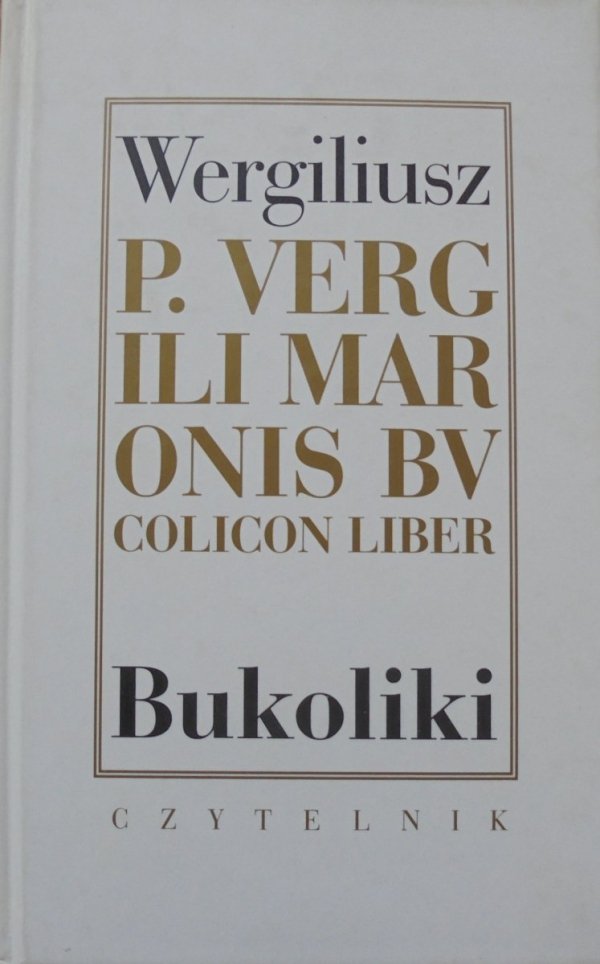 Wergiliusz
P. VERG
ILI MAR
ONIS BV
COLICON LIBER
Bukoliki
CZYTELNIK